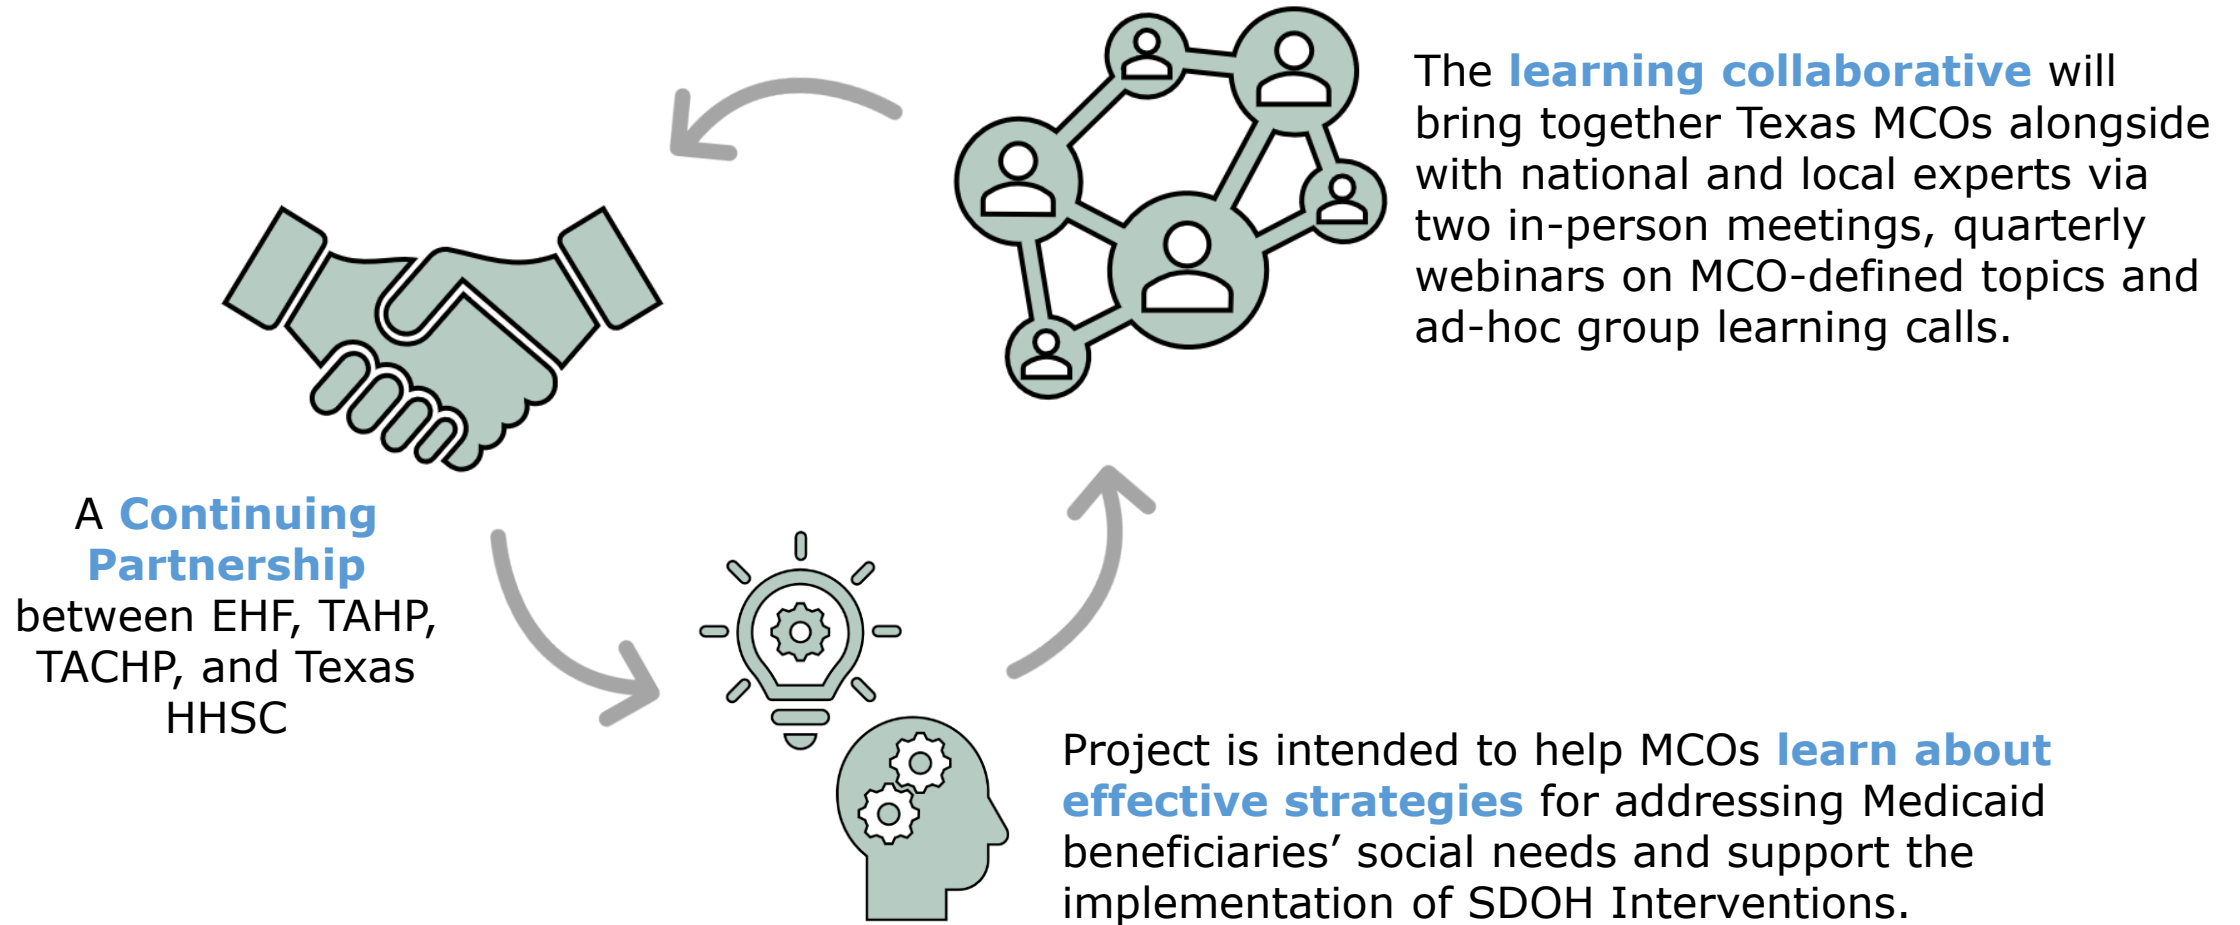 The learning collaborative will
bring together Texas MCOs alongside
with national and local experts via
two in-person meetings, quarterly
webinars on MCO-defined topics and
ad-hoc group learning calls.
A Continuing
Partnership
between EHF, TAHP,
TACHP, and Texas
HHSC
Project is intended to help MCOs learn about
effective strategies for addressing Medicaid
beneficiaries’ social needs and support the
implementation of SDOH Interventions.